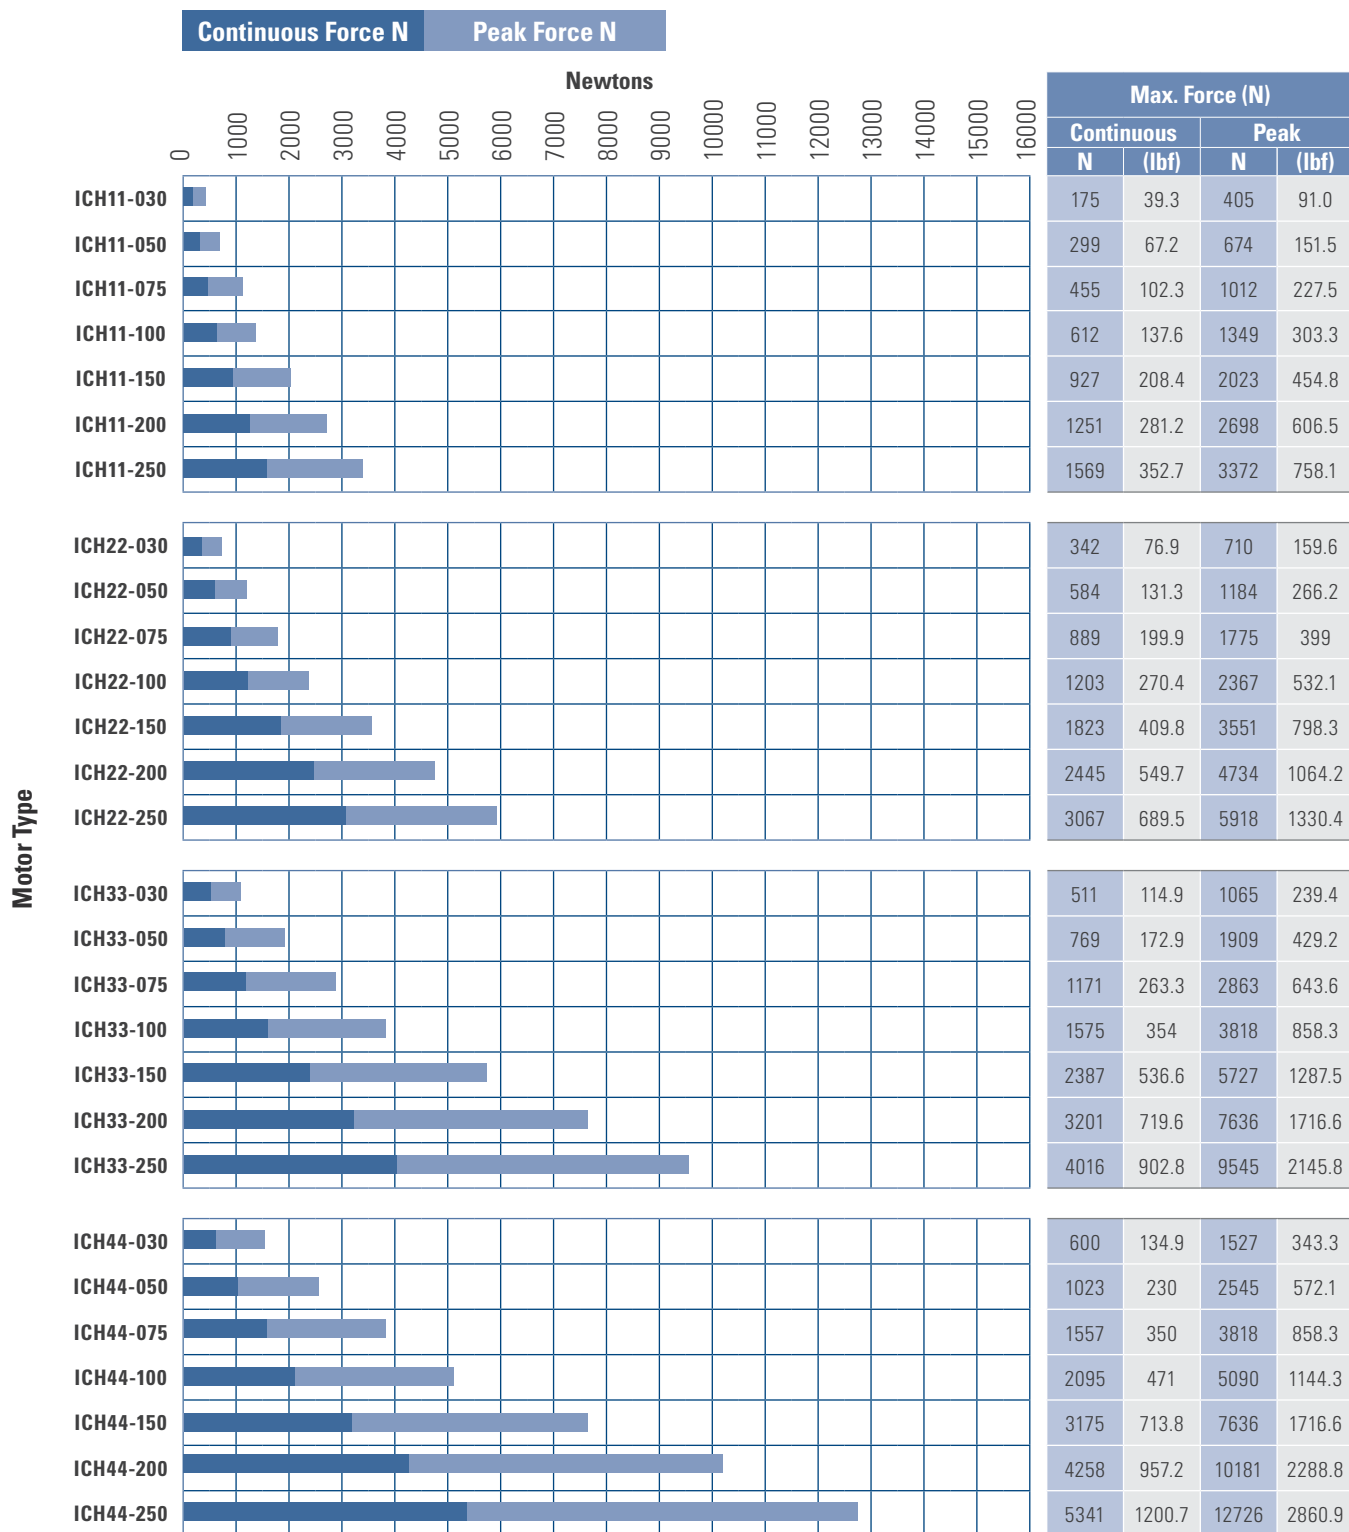 Continuous Force N Peak Force N
Newtons
0 1000 2000 3000 4000 5000 6000 7000 8000 9000 10000 11000 12000 13000 14000 15000 16000
Max. Force (N)
Continuous Peak
N (lbf) N (lbf)
Motor Type
ICH11-030 175 39.3 405 91.0
ICH11-050 299 67.2 674 151.5
ICH11-075 455 102.3 1012 227.5
ICH11-100 612 137.6 1349 303.3
ICH11-150 927 208.4 2023 454.8
ICH11-200 1251 281.2 2698 606.5
ICH11-250 1569 352.7 3372 758.1
ICH22-030 342 76.9 710 159.6
ICH22-050 584 131.3 1184 266.2
ICH22-075 889 199.9 1775 399
ICH22-100 1203 270.4 2367 532.1
ICH22-150 1823 409.8 3551 798.3
ICH22-200 2445 549.7 4734 1064.2
ICH22-250 3067 689.5 5918 1330.4
ICH33-030 511 114.9 1065 239.4
ICH33-050 769 172.9 1909 429.2
ICH33-075 1171 263.3 2863 643.6
ICH33-100 1575 354 3818 858.3
ICH33-150 2387 536.6 5727 1287.5
ICH33-200 3201 719.6 7636 1716.6
ICH33-250 4016 902.8 9545 2145.8
ICH44-030 600 134.9 1527 343.3
ICH44-050 1023 230 2545 572.1
ICH44-075 1557 350 3818 858.3
ICH44-100 2095 471 5090 1144.3
ICH44-150 3175 713.8 7636 1716.6
ICH44-200 4258 957.2 10181 2288.8
ICH44-250 5341 1200.7 12726 2860.9